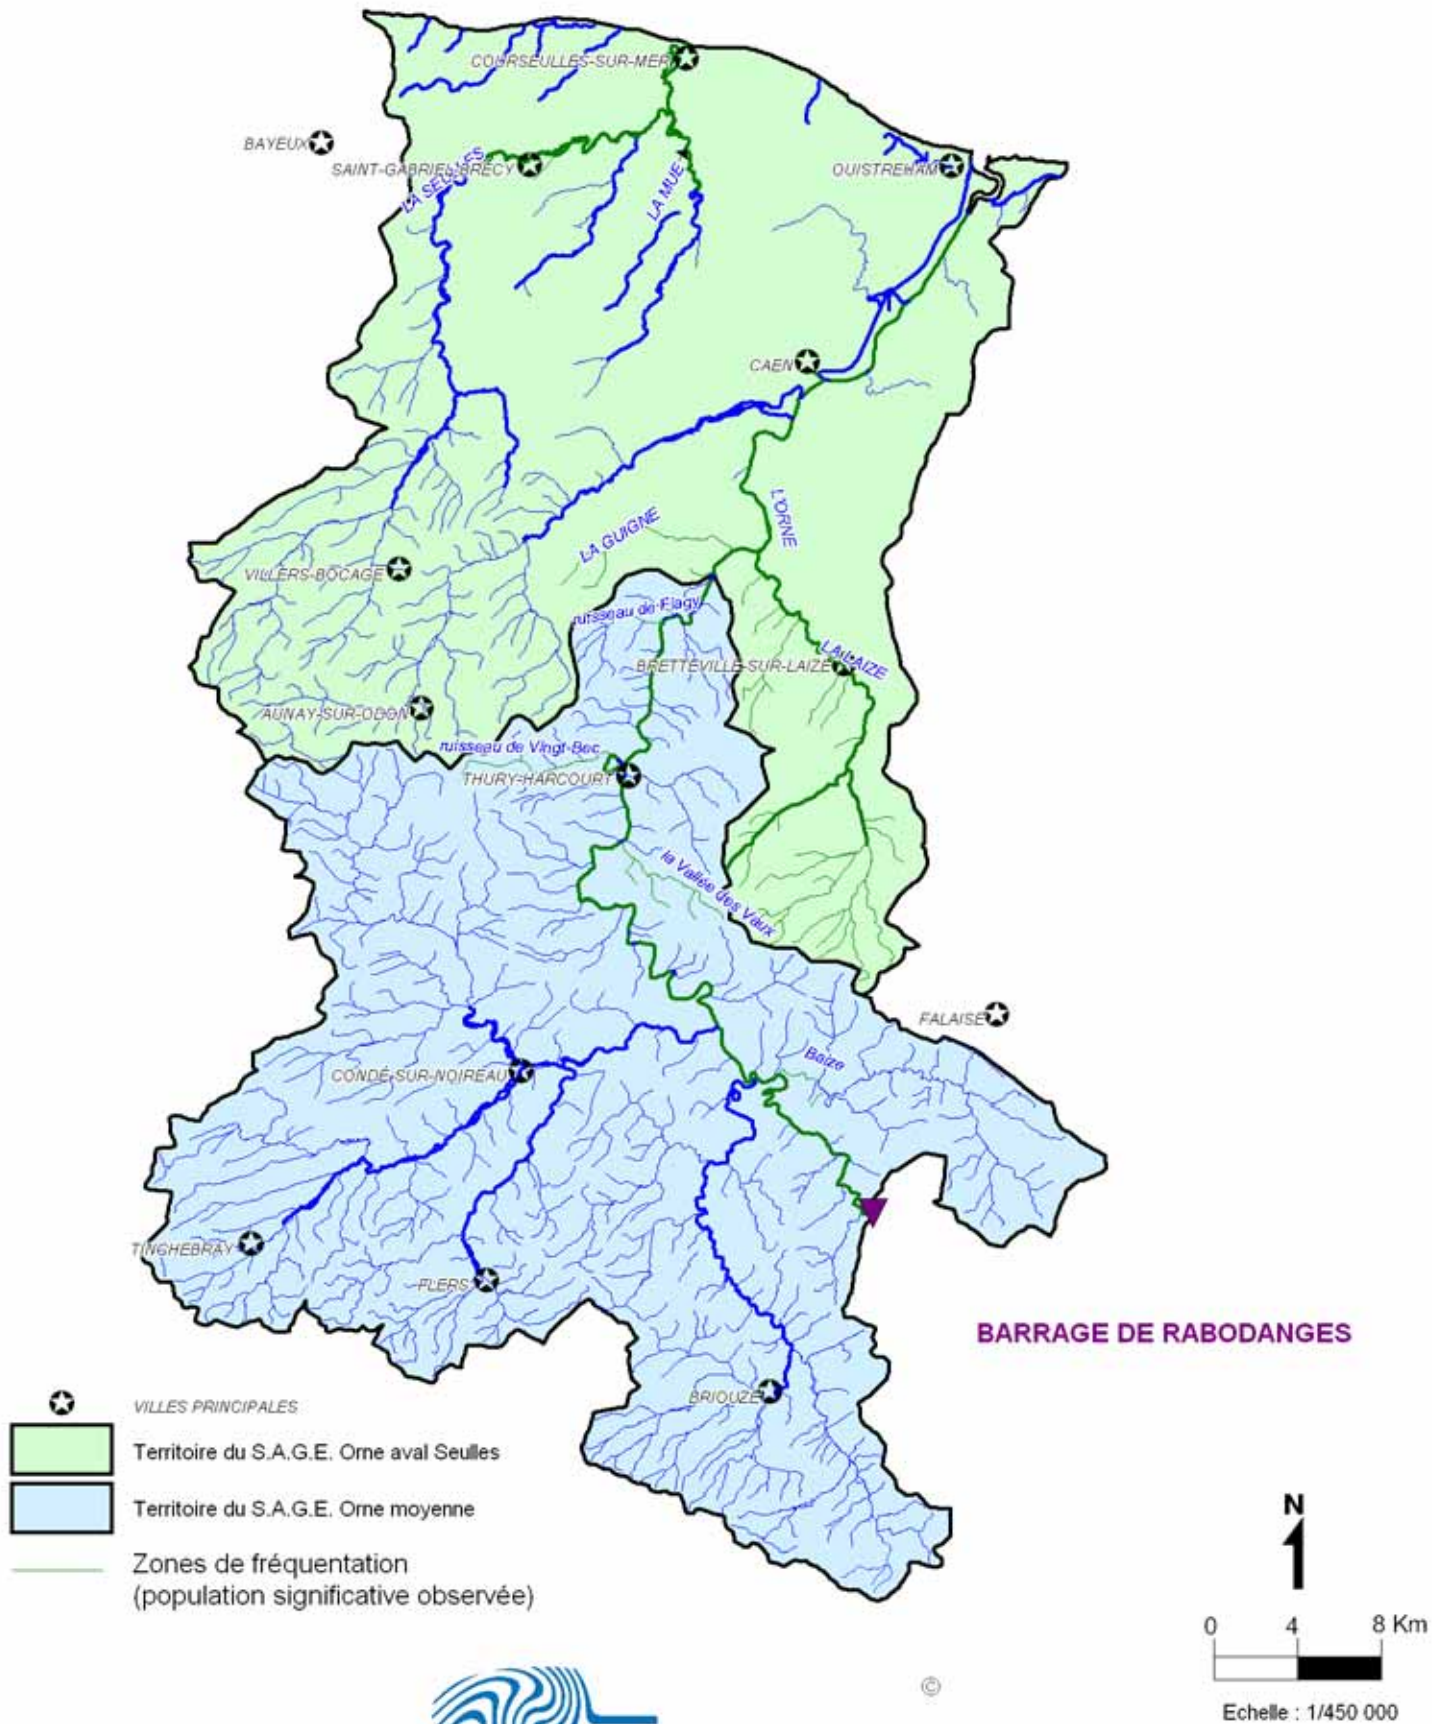 COURSEULLES-SUR-MER
BAYEUX
SAINT-GABRIEL-BRECY
LA SEULLES
LA MUE
OUISTREHAM
CAEN
L'ORNE
LA GUIGNE
VILLERS-BOCAGE
ruisseau de Flagy
BRETTEVILLE-SUR-LAIZE
LA LAIZE
AUNAY-SUR-ODON
ruisseau de Vingt-Bec
THURY-HARCOURT
la Vallée des Vaux
FALAISE
Baize
CONDÉ-SUR-NOIREAU
TINCHEBRAY
FLERS
BARRAGE DE RABODANGES
BRIOUZE
VILLES PRINCIPALES
Territoire du S.A.G.E. Orne aval Seulles
Territoire du S.A.G.E. Orne moyenne
Zones de fréquentation
(population significative observée)
N
0 4 8 Km
©
Echelle : 1/450 000